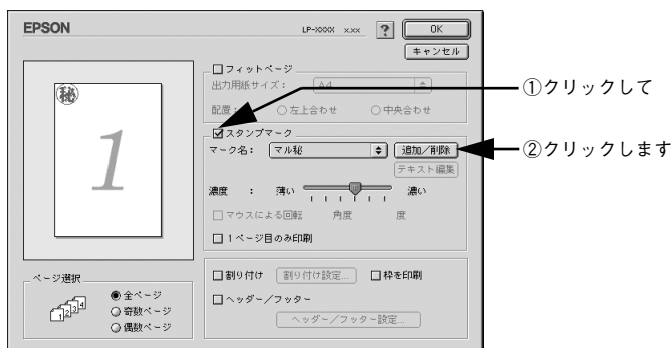 EPSON
LP-XXXX x.xx ? OK
キャンセル
フィットページ
出力用紙サイズ: A4
配置: 左上合わせ 中央合わせ
①クリックして
スタンプマーク
マーク名: マル秘 追加/削除
②クリックします
テキスト編集
濃度 : 薄い 濃い
マウスによる回転 角度 度
1ページ目のみ印刷
秘
1
ページ選択
1 2 3 4
全ページ
奇数ページ
偶数ページ
割り付け 割り付け設定... 枠を印刷
ヘッダー/フッター
ヘッダー/フッター設定...